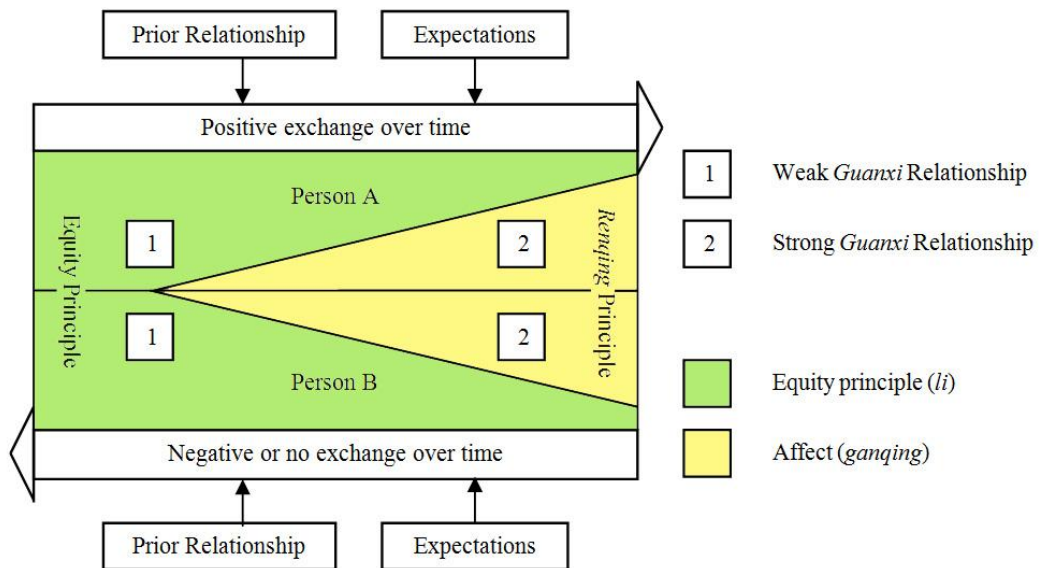 Prior Relationship
Expectations
Positive exchange over time
Person A
Equity Principle
Renqing Principle
1
2
1
2
Person B
Negative or no exchange over time
Prior Relationship
Expectations
1
Weak Guanxi Relationship
2
Strong Guanxi Relationship
Equity principle (li)
Affect (ganqing)